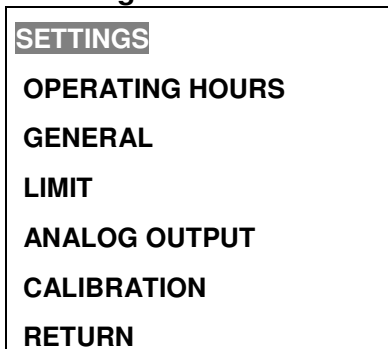 SETTINGS
OPERATING HOURS
GENERAL
LIMIT
ANALOG OUTPUT
CALIBRATION
RETURN